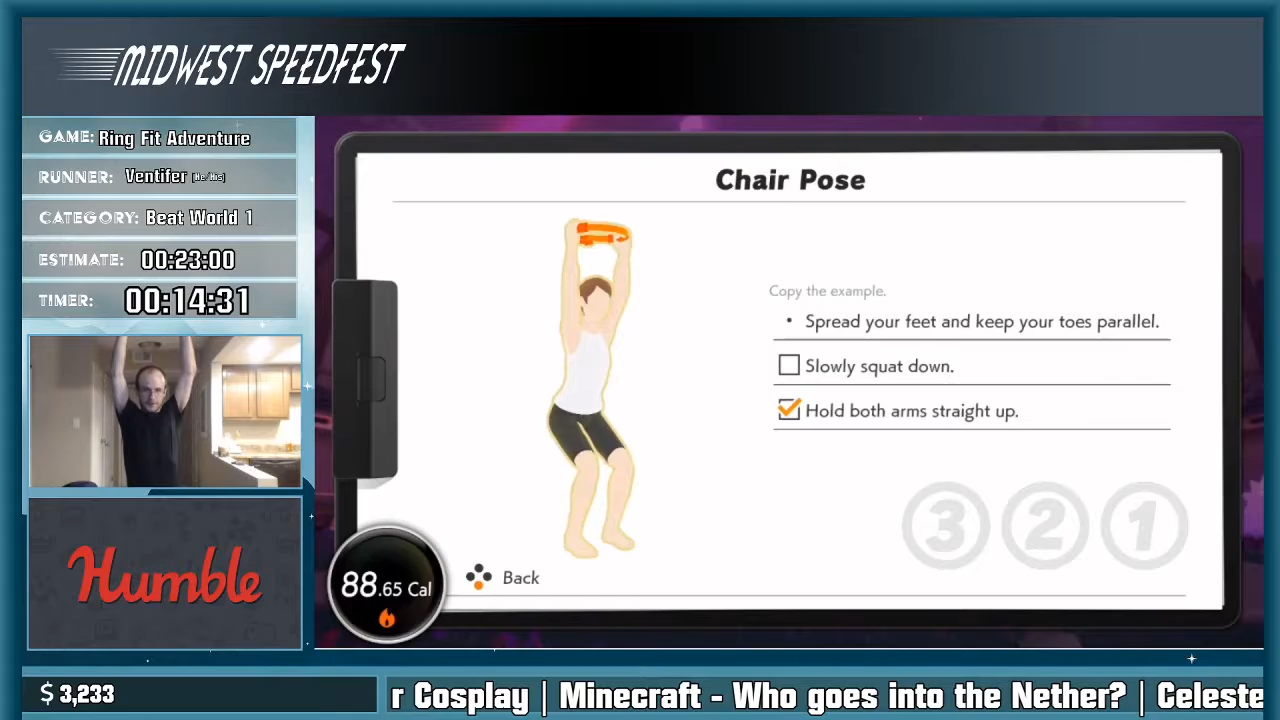 MIDWEST SPEEDFEST
GAME: Ring Fit Adventure
RUNNER: Ventifer [He/His]
CATEGORY: Beat World 1
ESTIMATE: 00:23:00
TIMER: 00:14:31
Humble
Chair Pose
Copy the example.
• Spread your feet and keep your toes parallel.
Slowly squat down.
Hold both arms straight up.
3 2 1
88.65 Cal
Back
$ 3,233
r Cosplay | Minecraft - Who goes into the Nether? | Celeste